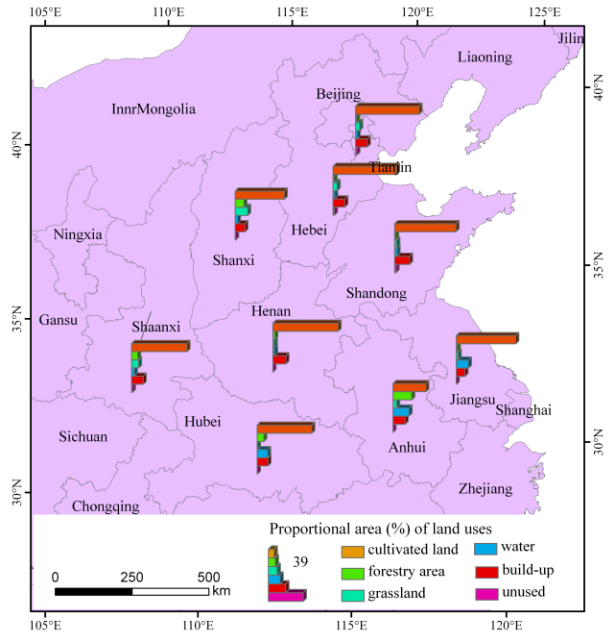 105°E 110°E 115°E 120°E 125°E
Jilin
Liaoning
Beijing
InnrMongolia
40°N 40°N
Tianjin
Ningxia
Hebei
Shanxi
35°N
Shandong
Gansu
Henan
35°N
Shaanxi
Jiangsu
Shanghai
Hubei
Sichuan
Anhui
30°N
Zhejiang
30°N
Chongqing
Proportional area (%) of land uses
39
cultivated land
water
forestry area
build-up
grassland
unused
0 250 500
km
105°E 110°E 115°E 120°E